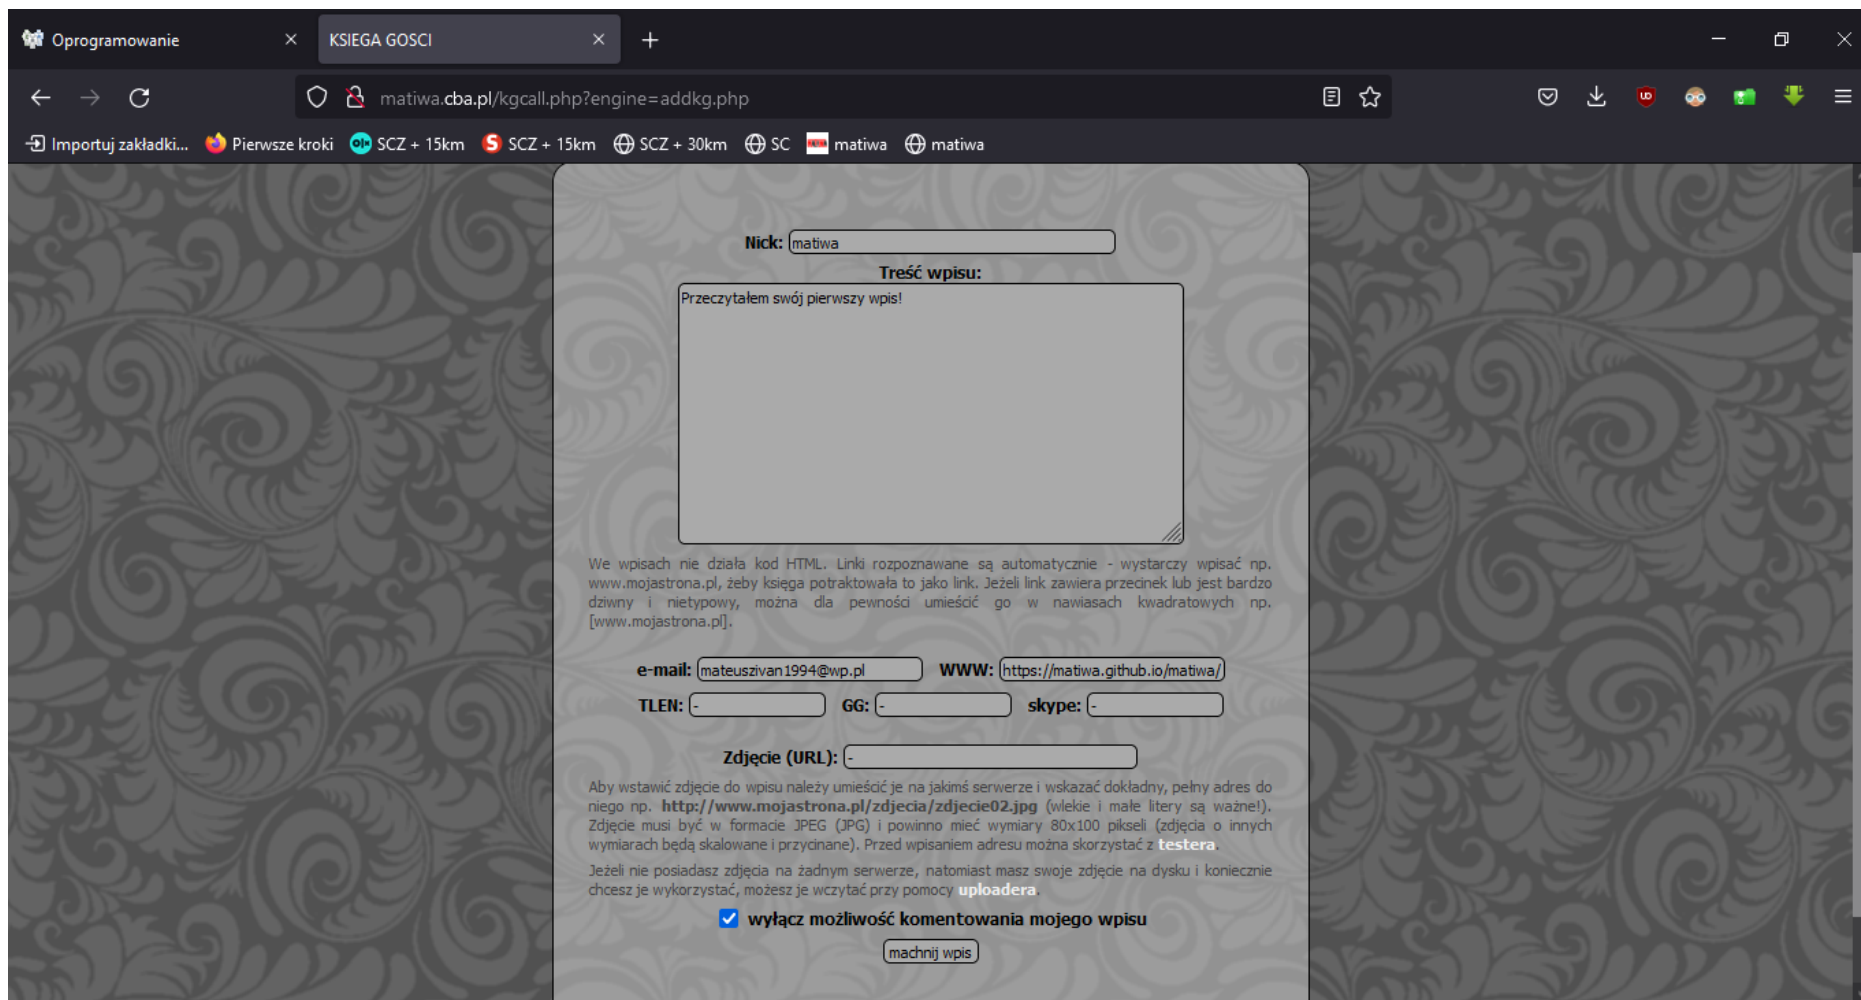 Oprogramowanie
KSIEGA GOSCI
matiwa.cba.pl/kgcall.php?engine=addkg.php
Importuj zakładki... Pierwsze kroki SCZ + 15km SCZ + 15km SCZ + 30km SC matiwa matiwa
Nick: matiwa
Treść wpisu:
Przeczytałem swój pierwszy wpis!
We wpisach nie działa kod HTML. Linki rozpoznawane są automatycznie - wystarczy wpisać np.
www.mojastrona.pl, żeby księga potraktowała to jako link. Jeżeli link zawiera przecinek lub jest bardzo
dziwny i nietypowy, można dla pewności umieścić go w nawiasach kwadratowych np.
[www.mojastrona.pl].
e-mail: mateuszivan1994@wp.pl WWW: https://matiwa.github.io/matiwa/
TLEN: - GG: - skype: -
Zdjęcie (URL): -
Aby wstawić zdjęcie do wpisu należy umieścić je na jakimś serwerze i wskazać dokładny, pełny adres do
niego np. http://www.mojastrona.pl/zdjecia/zdjecie02.jpg (wlekie i małe litery są ważne!).
Zdjęcie musi być w formacie JPEG (JPG) i powinno mieć wymiary 80x100 pikseli (zdjęcia o innych
wymiarach będą skalowane i przycinane). Przed wpisaniem adresu można skorzystać z testera.
Jeżeli nie posiadasz zdjęcia na żadnym serwerze, natomiast masz swoje zdjęcie na dysku i koniecznie
chcesz je wykorzystać, możesz je wczytać przy pomocy uploadera.
wyłącz możliwość komentowania mojego wpisu
machnij wpis